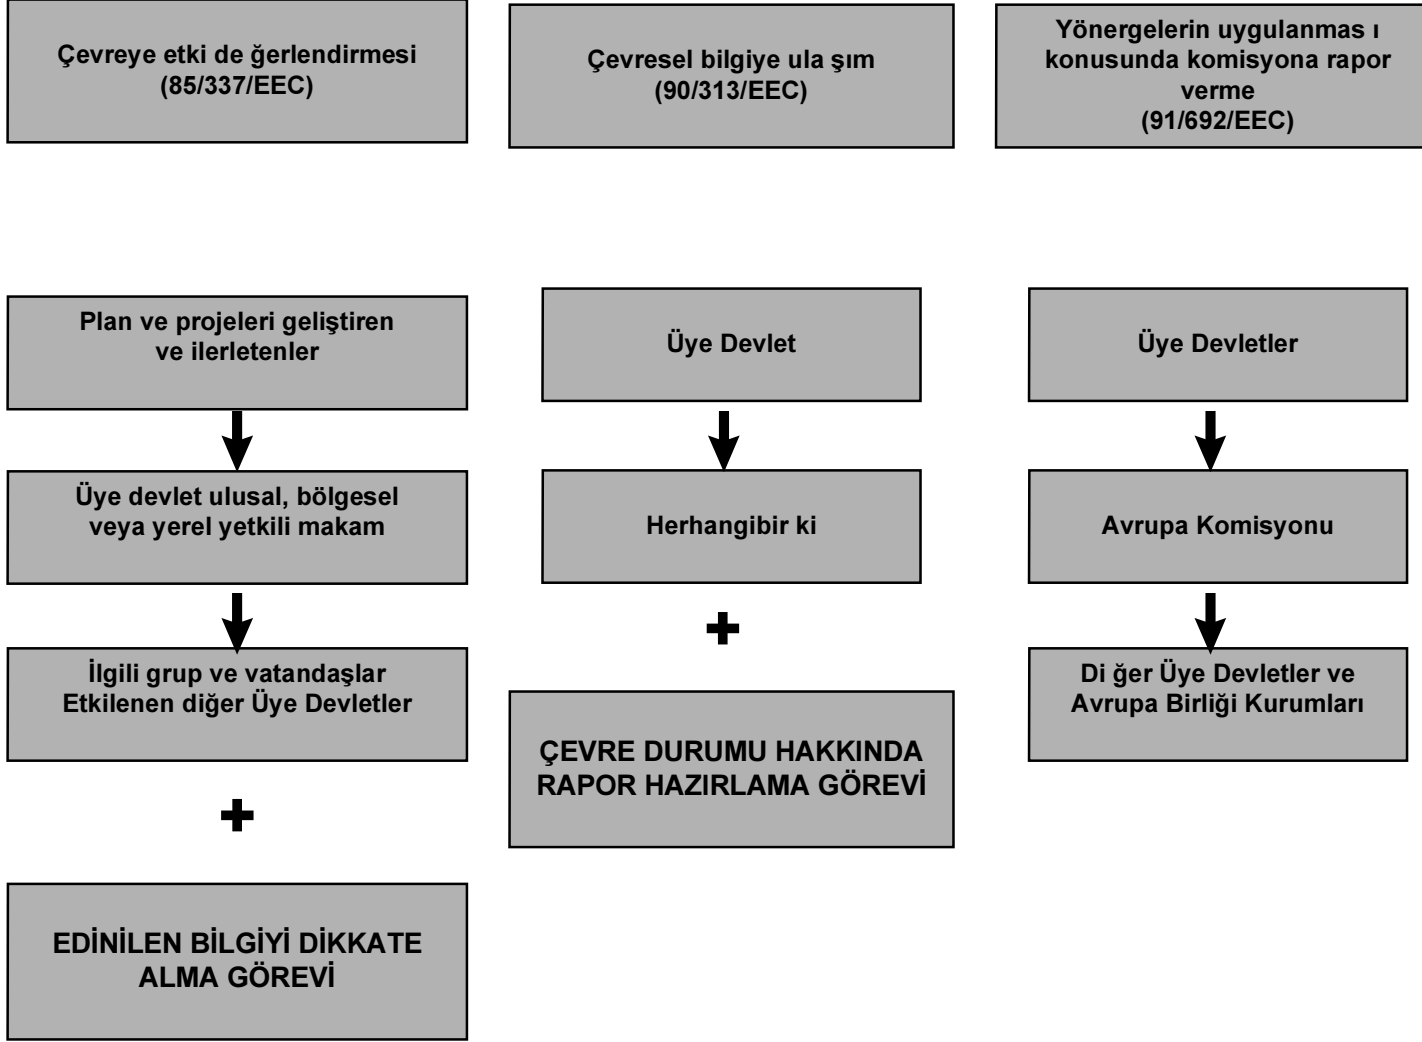 Çevreye etki de ğerlendirmesi
(85/337/EEC)
Çevresel bilgiye ula şım
(90/313/EEC)
Yönergelerin uygulanmas ı
konusunda komisyona rapor
verme
(91/692/EEC)
Plan ve projeleri geliştiren
ve ilerletenler
Üye devlet ulusal, bölgesel
veya yerel yetkili makam
İlgili grup ve vatandaşlar
Etkilenen diğer Üye Devletler
+
EDİNİLEN BİLGİYİ DİKKATE
ALMA GÖREVİ
Üye Devlet
Herhangibir ki
+
ÇEVRE DURUMU HAKKINDA
RAPOR HAZIRLAMA GÖREVİ
Üye Devletler
Avrupa Komisyonu
Di ğer Üye Devletler ve
Avrupa Birliği Kurumları